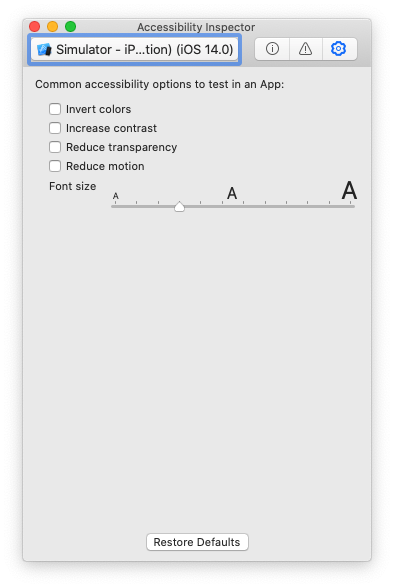 Accessibility Inspector
Simulator - iP...tion) (iOS 14.0)
Common accessibility options to test in an App:
Invert colors
Increase contrast
Reduce transparency
Reduce motion
Font size
A A A
Restore Defaults